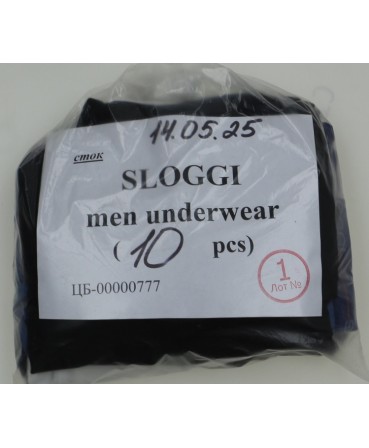 14.05.25
сток
SLOGGI
men underwear
(10 pcs)
ЦБ-00000777
1
Лот №